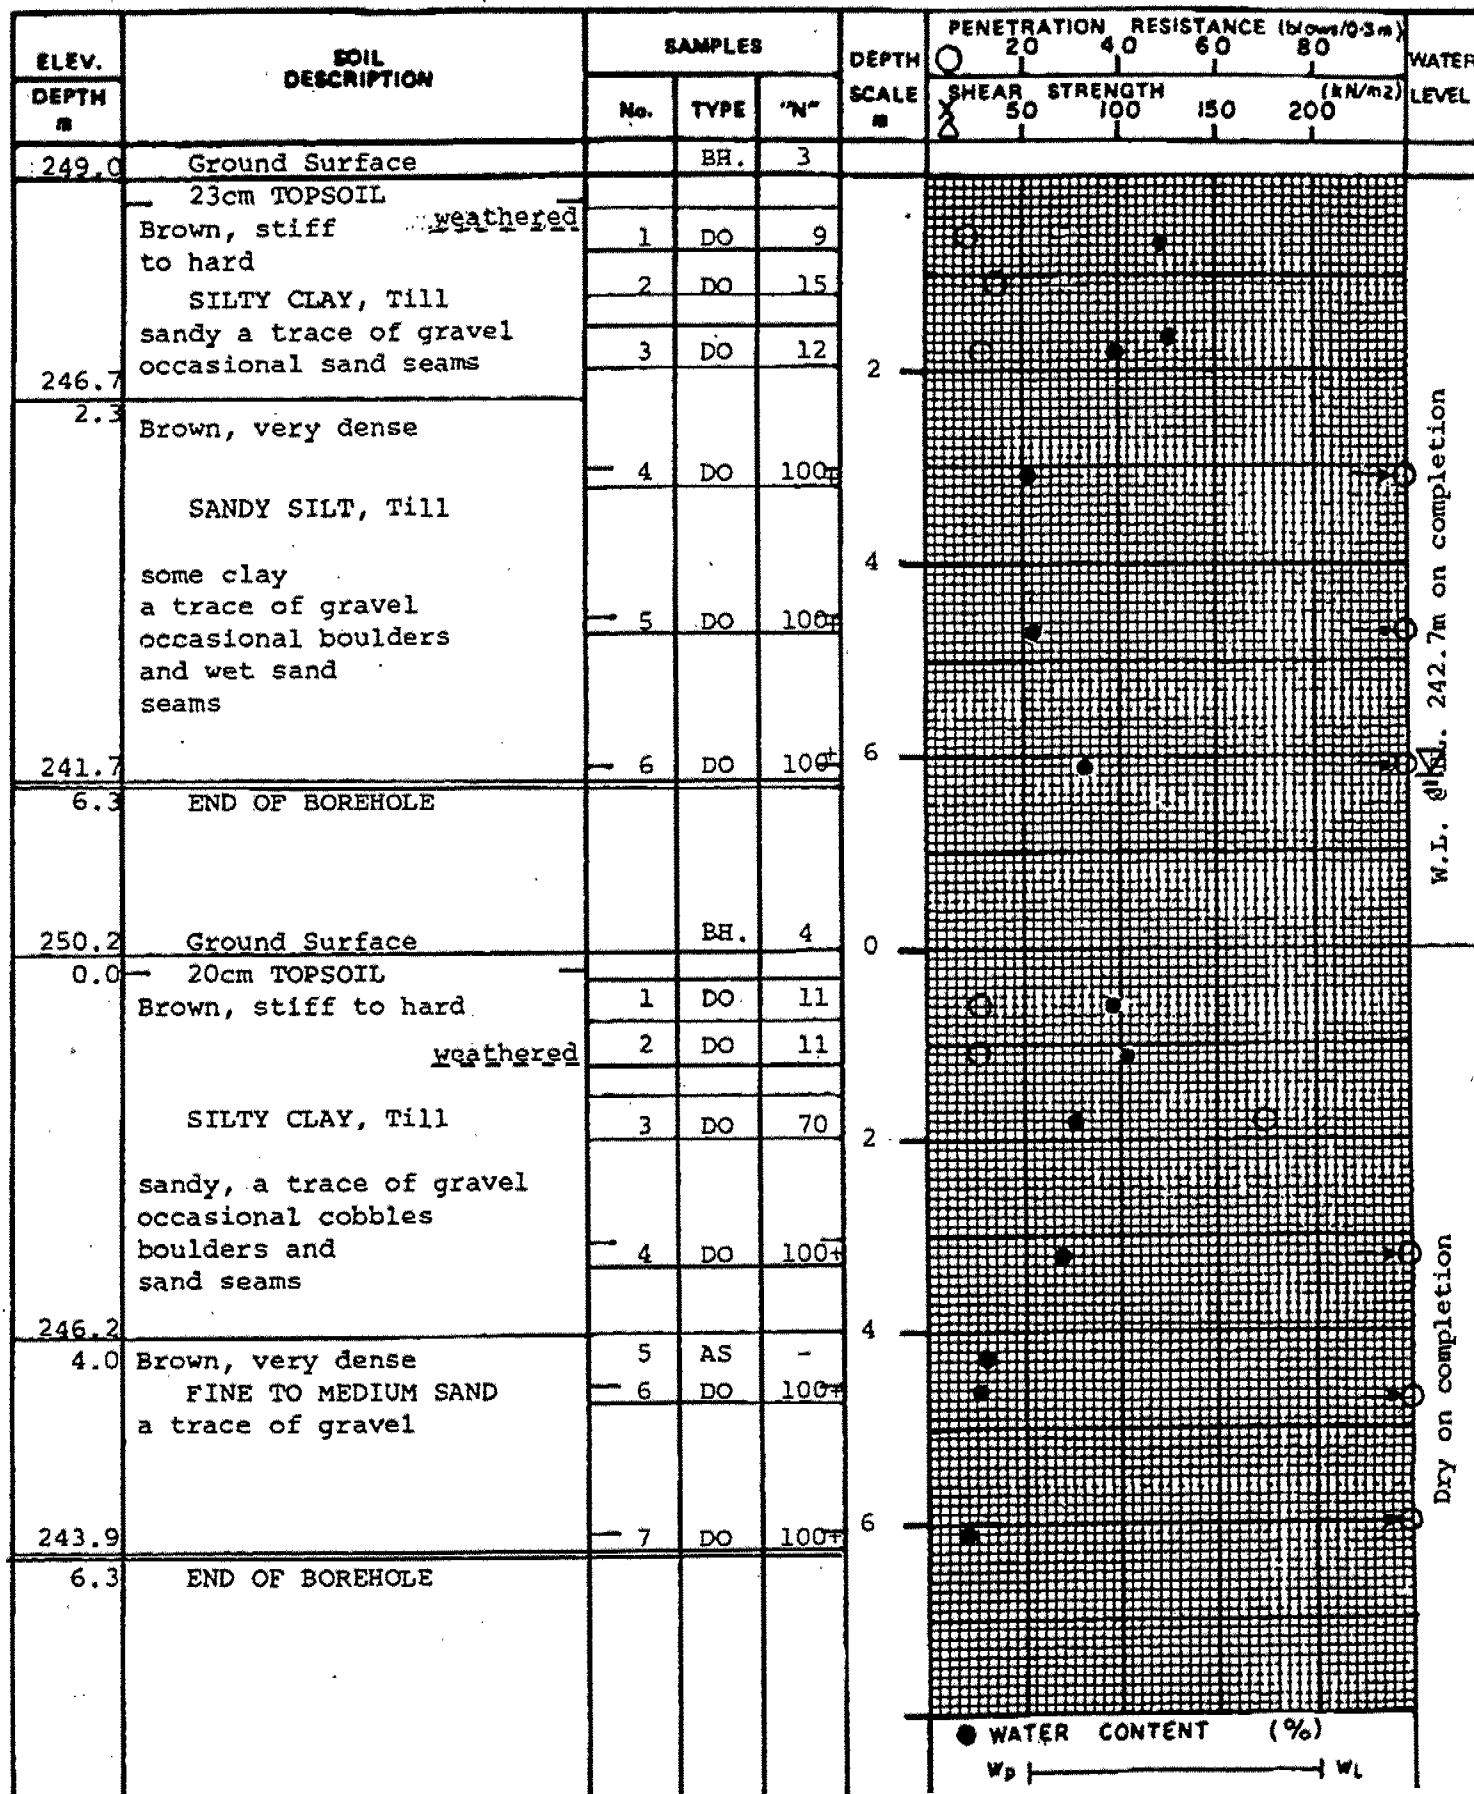 ELEV.
DEPTH
m
SOIL
DESCRIPTION
SAMPLES
No. TYPE "N"
DEPTH
SCALE
m
PENETRATION RESISTANCE (blows/0·3m)
20 40 60 80
SHEAR STRENGTH (kN/m2)
X 50 100 150 200
WATER
LEVEL
249.0 Ground Surface BH. 3
23cm TOPSOIL
weathered
Brown, stiff 1 DO 9
to hard
2 DO 15
SILTY CLAY, Till
sandy a trace of gravel
3 DO 12
occasional sand seams
246.7 2
2.3
Brown, very dense
4 DO 100+
SANDY SILT, Till
4
some clay
a trace of gravel
5 DO 100+
occasional boulders
and wet sand
seams
6
241.7 6 DO 100+
6.3 END OF BOREHOLE
W.L. @ EL. 242.7m on completion
250.2 Ground Surface BH. 4 0
0.0 20cm TOPSOIL
Brown, stiff to hard 1 DO 11
weathered 2 DO 11
SILTY CLAY, Till 3 DO 70
2
sandy, a trace of gravel
occasional cobbles
boulders and 4 DO 100+
sand seams
246.2 4
4.0 Brown, very dense 5 AS -
FINE TO MEDIUM SAND 6 DO 100+
a trace of gravel
6
243.9 7 DO 100+
6.3 END OF BOREHOLE
Dry on completion
WATER CONTENT (%)
Wp WL